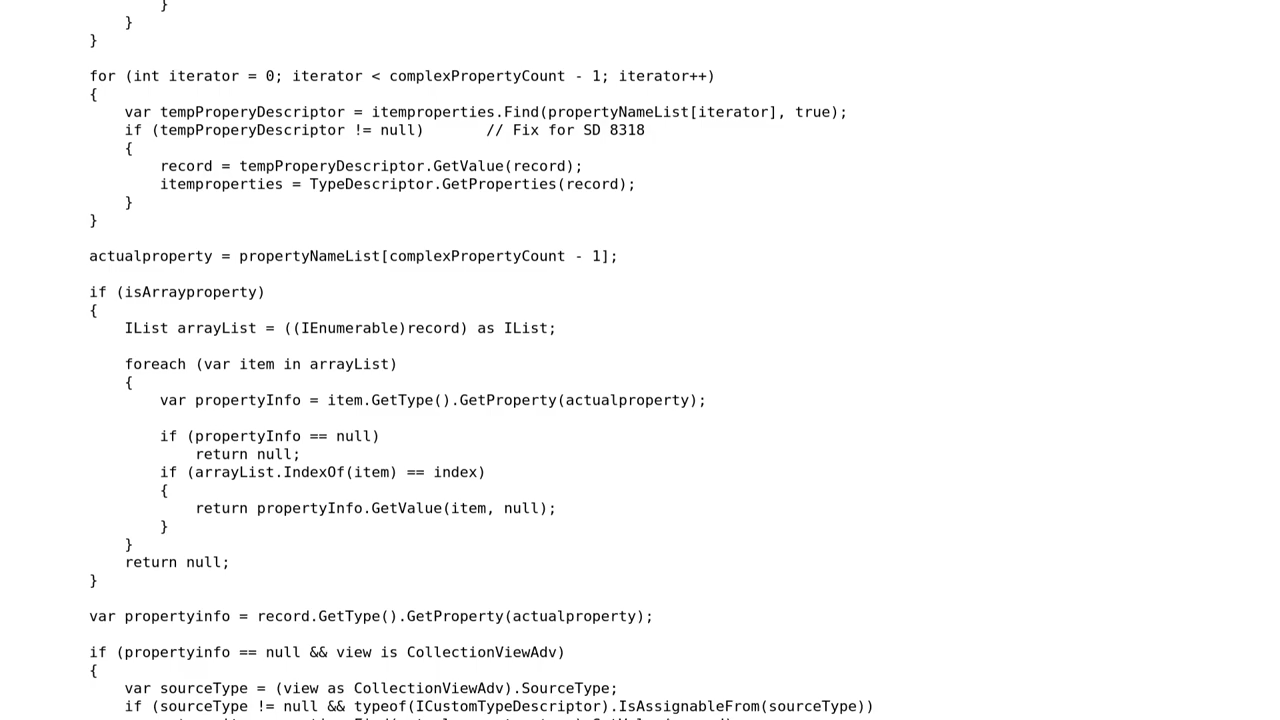 }
}
}
for (int iterator = 0; iterator < complexPropertyCount - 1; iterator++)
{
var tempProperyDescriptor = itemproperties.Find(propertyNameList[iterator], true);
if (tempProperyDescriptor != null)       // Fix for SD 8318
{
record = tempProperyDescriptor.GetValue(record);
itemproperties = TypeDescriptor.GetProperties(record);
}
}
actualproperty = propertyNameList[complexPropertyCount - 1];
if (isArrayproperty)
{
IList arrayList = ((IEnumerable)record) as IList;
foreach (var item in arrayList)
{
var propertyInfo = item.GetType().GetProperty(actualproperty);
if (propertyInfo == null)
return null;
if (arrayList.IndexOf(item) == index)
{
return propertyInfo.GetValue(item, null);
}
}
return null;
}
var propertyinfo = record.GetType().GetProperty(actualproperty);
if (propertyinfo == null && view is CollectionViewAdv)
{
var sourceType = (view as CollectionViewAdv).SourceType;
if (sourceType != null && typeof(ICustomTypeDescriptor).IsAssignableFrom(sourceType))